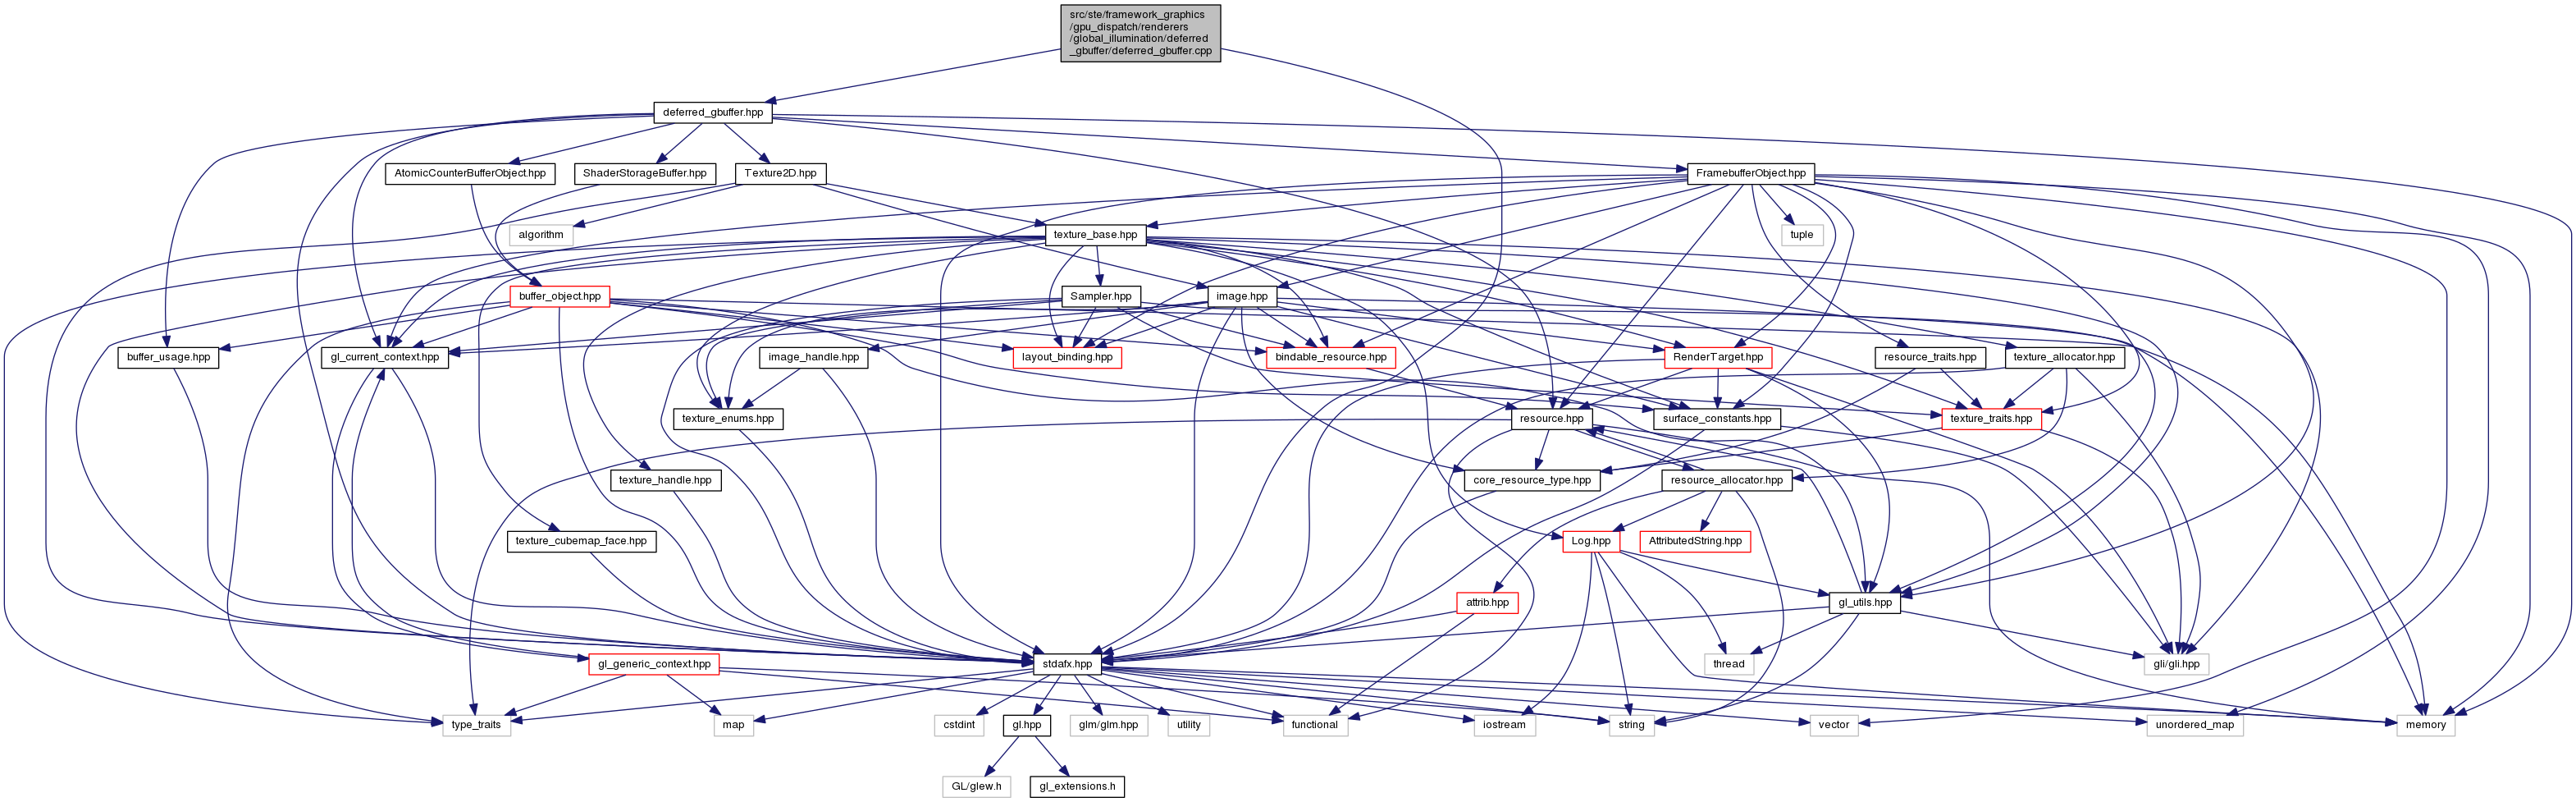 src/ste/framework_graphics
/gpu_dispatch/renderers
/global_illumination/deferred
_gbuffer/deferred_gbuffer.cpp
deferred_gbuffer.hpp
AtomicCounterBufferObject.hpp
ShaderStorageBuffer.hpp
Texture2D.hpp
FramebufferObject.hpp
algorithm
texture_base.hpp
tuple
buffer_object.hpp
Sampler.hpp
image.hpp
buffer_usage.hpp
gl_current_context.hpp
image_handle.hpp
layout_binding.hpp
bindable_resource.hpp
RenderTarget.hpp
resource_traits.hpp
texture_allocator.hpp
texture_enums.hpp
resource.hpp
surface_constants.hpp
texture_traits.hpp
texture_handle.hpp
core_resource_type.hpp
resource_allocator.hpp
texture_cubemap_face.hpp
Log.hpp
AttributedString.hpp
attrib.hpp
gl_utils.hpp
gl_generic_context.hpp
stdafx.hpp
thread
gli/gli.hpp
type_traits
map
cstdint
gl.hpp
glm/glm.hpp
utility
functional
iostream
string
vector
unordered_map
memory
GL/glew.h
gl_extensions.h